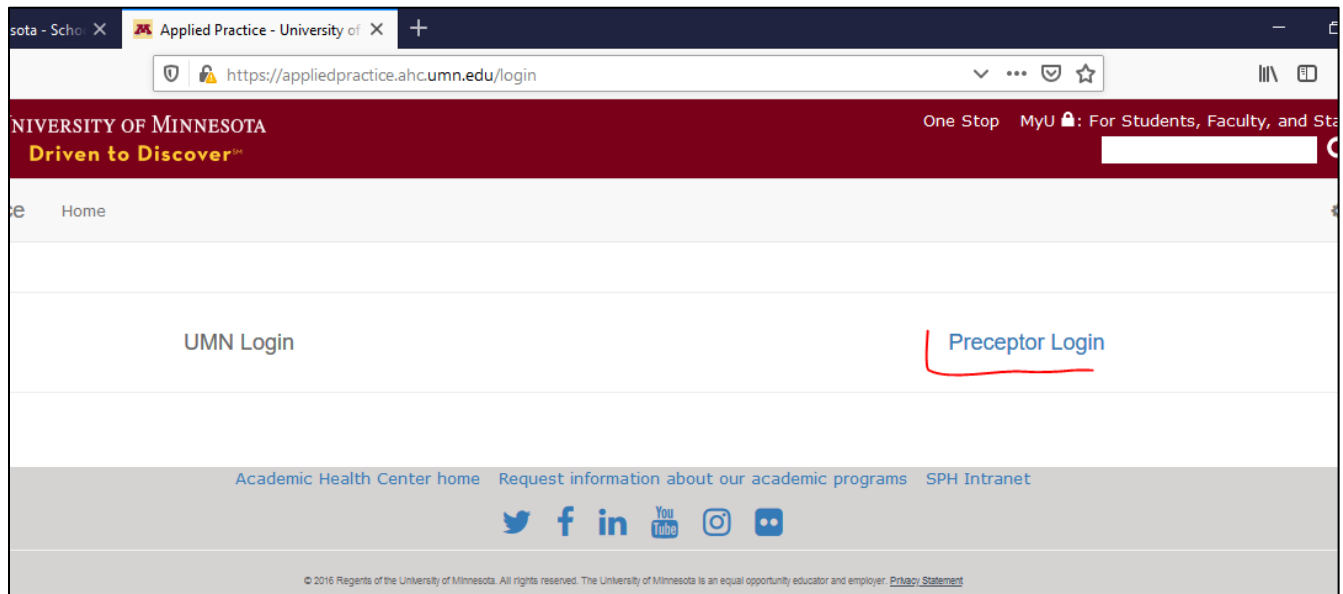 sota - Scho
Applied Practice - University of
https://appliedpractice.ahc.umn.edu/login
NIVERSITY OF MINNESOTA
One Stop MyU : For Students, Faculty, and Sta
Driven to Discover℠
ce Home
UMN Login Preceptor Login
Academic Health Center home Request information about our academic programs SPH Intranet
You Tube
© 2016 Regents of the University of Minnesota. All rights reserved. The University of Minnesota is an equal opportunity educator and employer. Privacy Statement